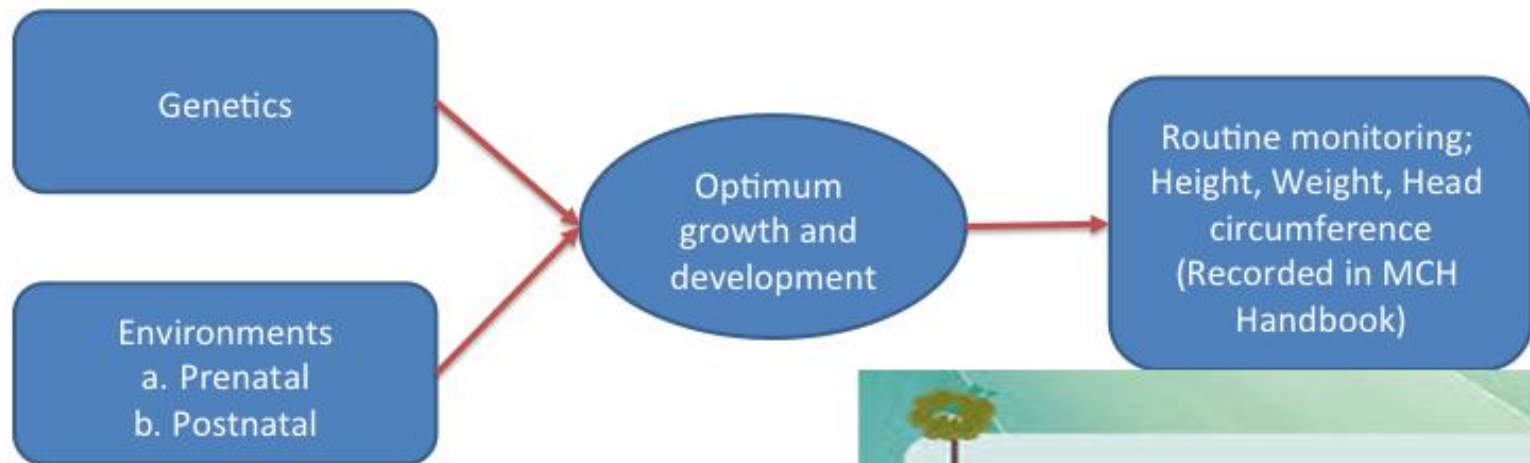 Genetics
Environments
a. Prenatal
b. Postnatal
Optimum
growth and
development
Routine monitoring;
Height, Weight, Head
circumference
(Recorded in MCH
Handbook)